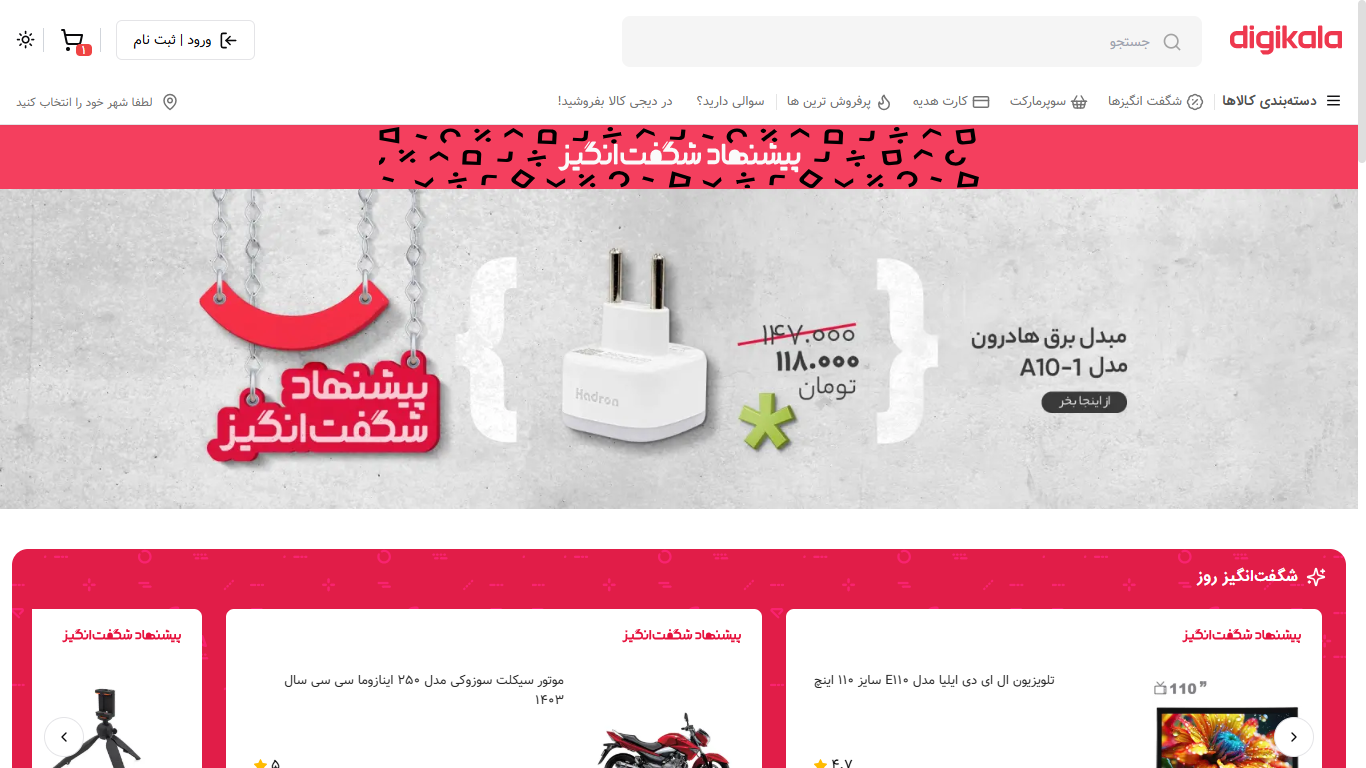 digikala
جستجو
ورود | ثبت نام
۱
دسته‌بندی کالاها
شگفت انگیزها
سوپرمارکت
کارت هدیه
پرفروش ترین ها
سوالی دارید؟
در دیجی کالا بفروشید!
لطفا شهر خود را انتخاب کنید
پیشنهاد شگفت‌انگیز
مبدل برق هادرون
مدل A10-1
از اینجا بخر
۱۴۷.۰۰۰
۱۱۸.۰۰۰
تومان
Hadron
پیشنهاد
شگفت‌انگیز
شگفت‌انگیز روز
پیشنهاد شگفت‌انگیز
تلویزیون ال ای دی ایلیا مدل E110 سایز ۱۱۰ اینچ
110 ”
۴.۷
پیشنهاد شگفت‌انگیز
موتور سیکلت سوزوکی مدل ۲۵۰ اینازوما سی سی سال
۱۴۰۳
۵
پیشنهاد شگفت‌انگیز